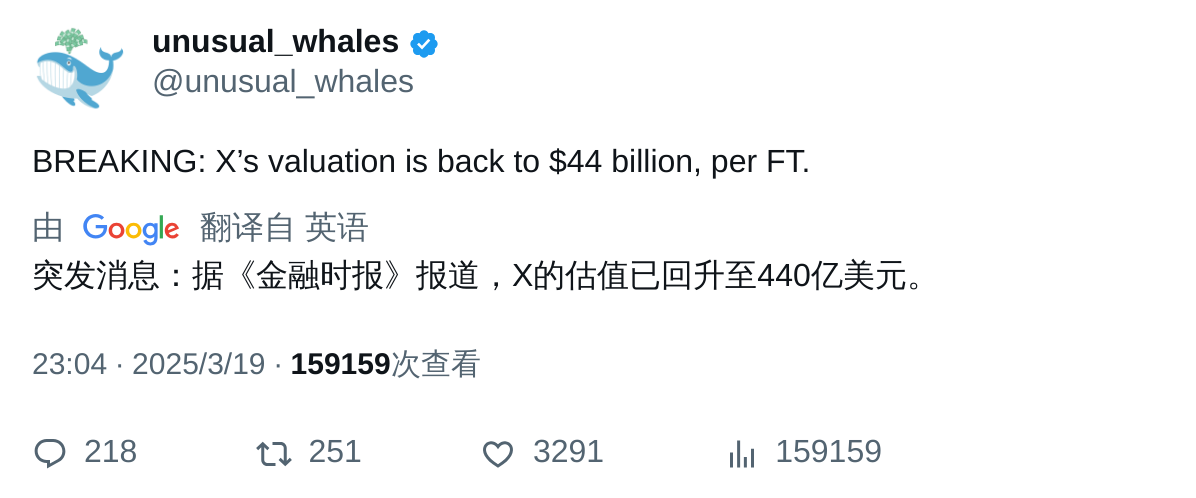 unusual_whales
@unusual_whales
BREAKING: X’s valuation is back to $44 billion, per FT.
由 Google 翻译自 英语
突发消息：据《金融时报》报道，X的估值已回升至440亿美元。
23:04 · 2025/3/19 · 159159次查看
218 251 3291 159159